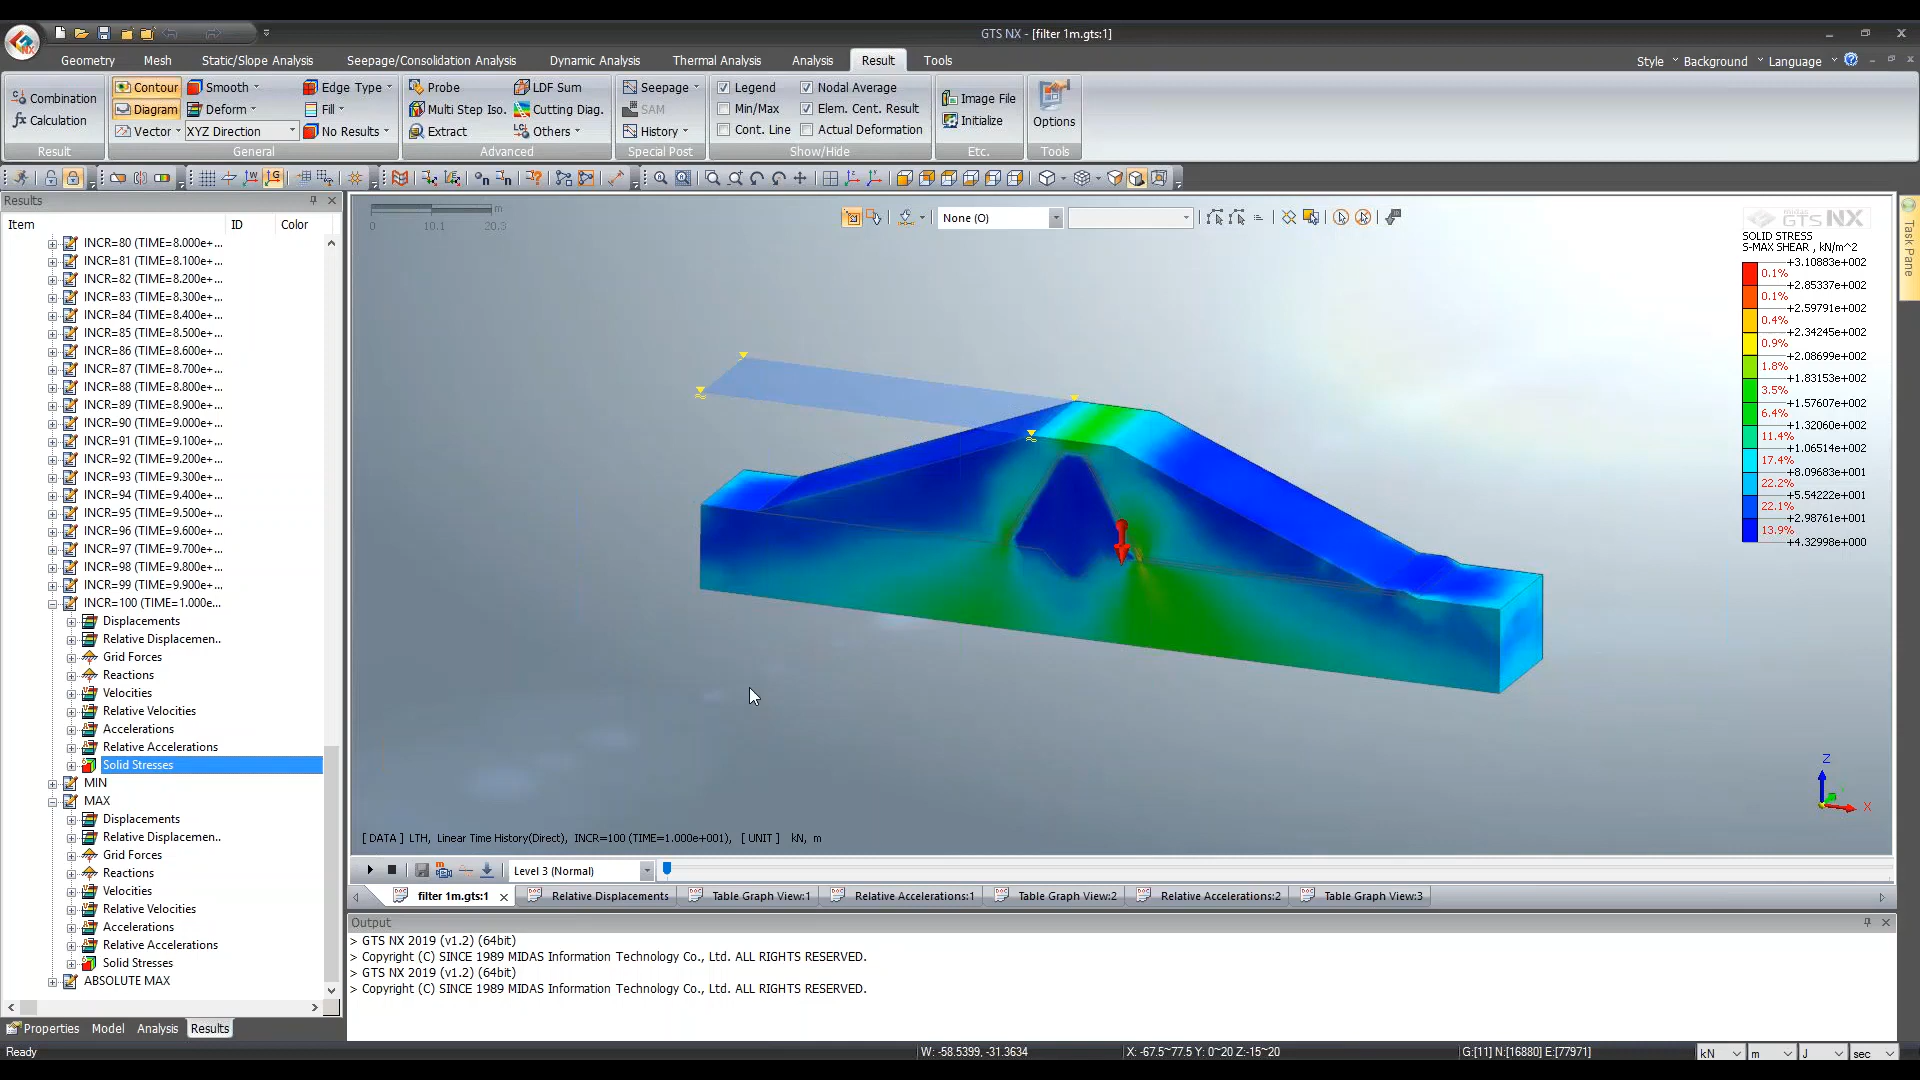 GTS NX - [filter 1m.gts:1]
Geometry Mesh Static/Slope Analysis Seepage/Consolidation Analysis Dynamic Analysis Thermal Analysis Analysis Result Tools
Style Background Language
Combination
Calculation
Result
Contour Smooth Edge Type
Diagram Deform Fill
Vector XYZ Direction No Results
General
Probe LDF Sum
Multi Step Iso. Cutting Diag.
Extract Others
Advanced
Seepage
SAM
History
Special Post
Legend Nodal Average
Min/Max Elem. Cent. Result
Cont. Line Actual Deformation
Show/Hide
Image File
Initialize
Etc.
Options
Tools
Results
Item ID Color
INCR=80 (TIME=8.000e+...
INCR=81 (TIME=8.100e+...
INCR=82 (TIME=8.200e+...
INCR=83 (TIME=8.300e+...
INCR=84 (TIME=8.400e+...
INCR=85 (TIME=8.500e+...
INCR=86 (TIME=8.600e+...
INCR=87 (TIME=8.700e+...
INCR=88 (TIME=8.800e+...
INCR=89 (TIME=8.900e+...
INCR=90 (TIME=9.000e+...
INCR=91 (TIME=9.100e+...
INCR=92 (TIME=9.200e+...
INCR=93 (TIME=9.300e+...
INCR=94 (TIME=9.400e+...
INCR=95 (TIME=9.500e+...
INCR=96 (TIME=9.600e+...
INCR=97 (TIME=9.700e+...
INCR=98 (TIME=9.800e+...
INCR=99 (TIME=9.900e+...
INCR=100 (TIME=1.000e...
Displacements
Relative Displacemen..
Grid Forces
Reactions
Velocities
Relative Velocities
Accelerations
Relative Accelerations
Solid Stresses
MIN
MAX
Displacements
Relative Displacemen..
Grid Forces
Reactions
Velocities
Relative Velocities
Accelerations
Relative Accelerations
Solid Stresses
ABSOLUTE MAX
Properties Model Analysis Results
m
0 10.1 20.3
None (O)
GTS NX
SOLID STRESS
S-MAX SHEAR , kN/m^2
+3.10883e+002
0.1%
+2.85337e+002
0.1%
+2.59791e+002
0.4%
+2.34245e+002
0.9%
+2.08699e+002
1.8%
+1.83153e+002
3.5%
+1.57607e+002
6.4%
+1.32060e+002
11.4%
+1.06514e+002
17.4%
+8.09683e+001
22.2%
+5.54222e+001
22.1%
+2.98761e+001
13.9%
+4.32998e+000
Task Pane
Z
X
[ DATA ] LTH, Linear Time History(Direct), INCR=100 (TIME=1.000e+001), [ UNIT ] kN, m
Level 3 (Normal)
filter 1m.gts:1 Relative Displacements Table Graph View:1 Relative Accelerations:1 Table Graph View:2 Relative Accelerations:2 Table Graph View:3
Output
> GTS NX 2019 (v1.2) (64bit)
> Copyright (C) SINCE 1989 MIDAS Information Technology Co., Ltd. ALL RIGHTS RESERVED.
> GTS NX 2019 (v1.2) (64bit)
> Copyright (C) SINCE 1989 MIDAS Information Technology Co., Ltd. ALL RIGHTS RESERVED.
Ready
W: -58.5399, -31.3634
X: -67.5~77.5 Y: 0~20 Z:-15~20
G:[11] N:[16880] E:[77971]
kN m J sec